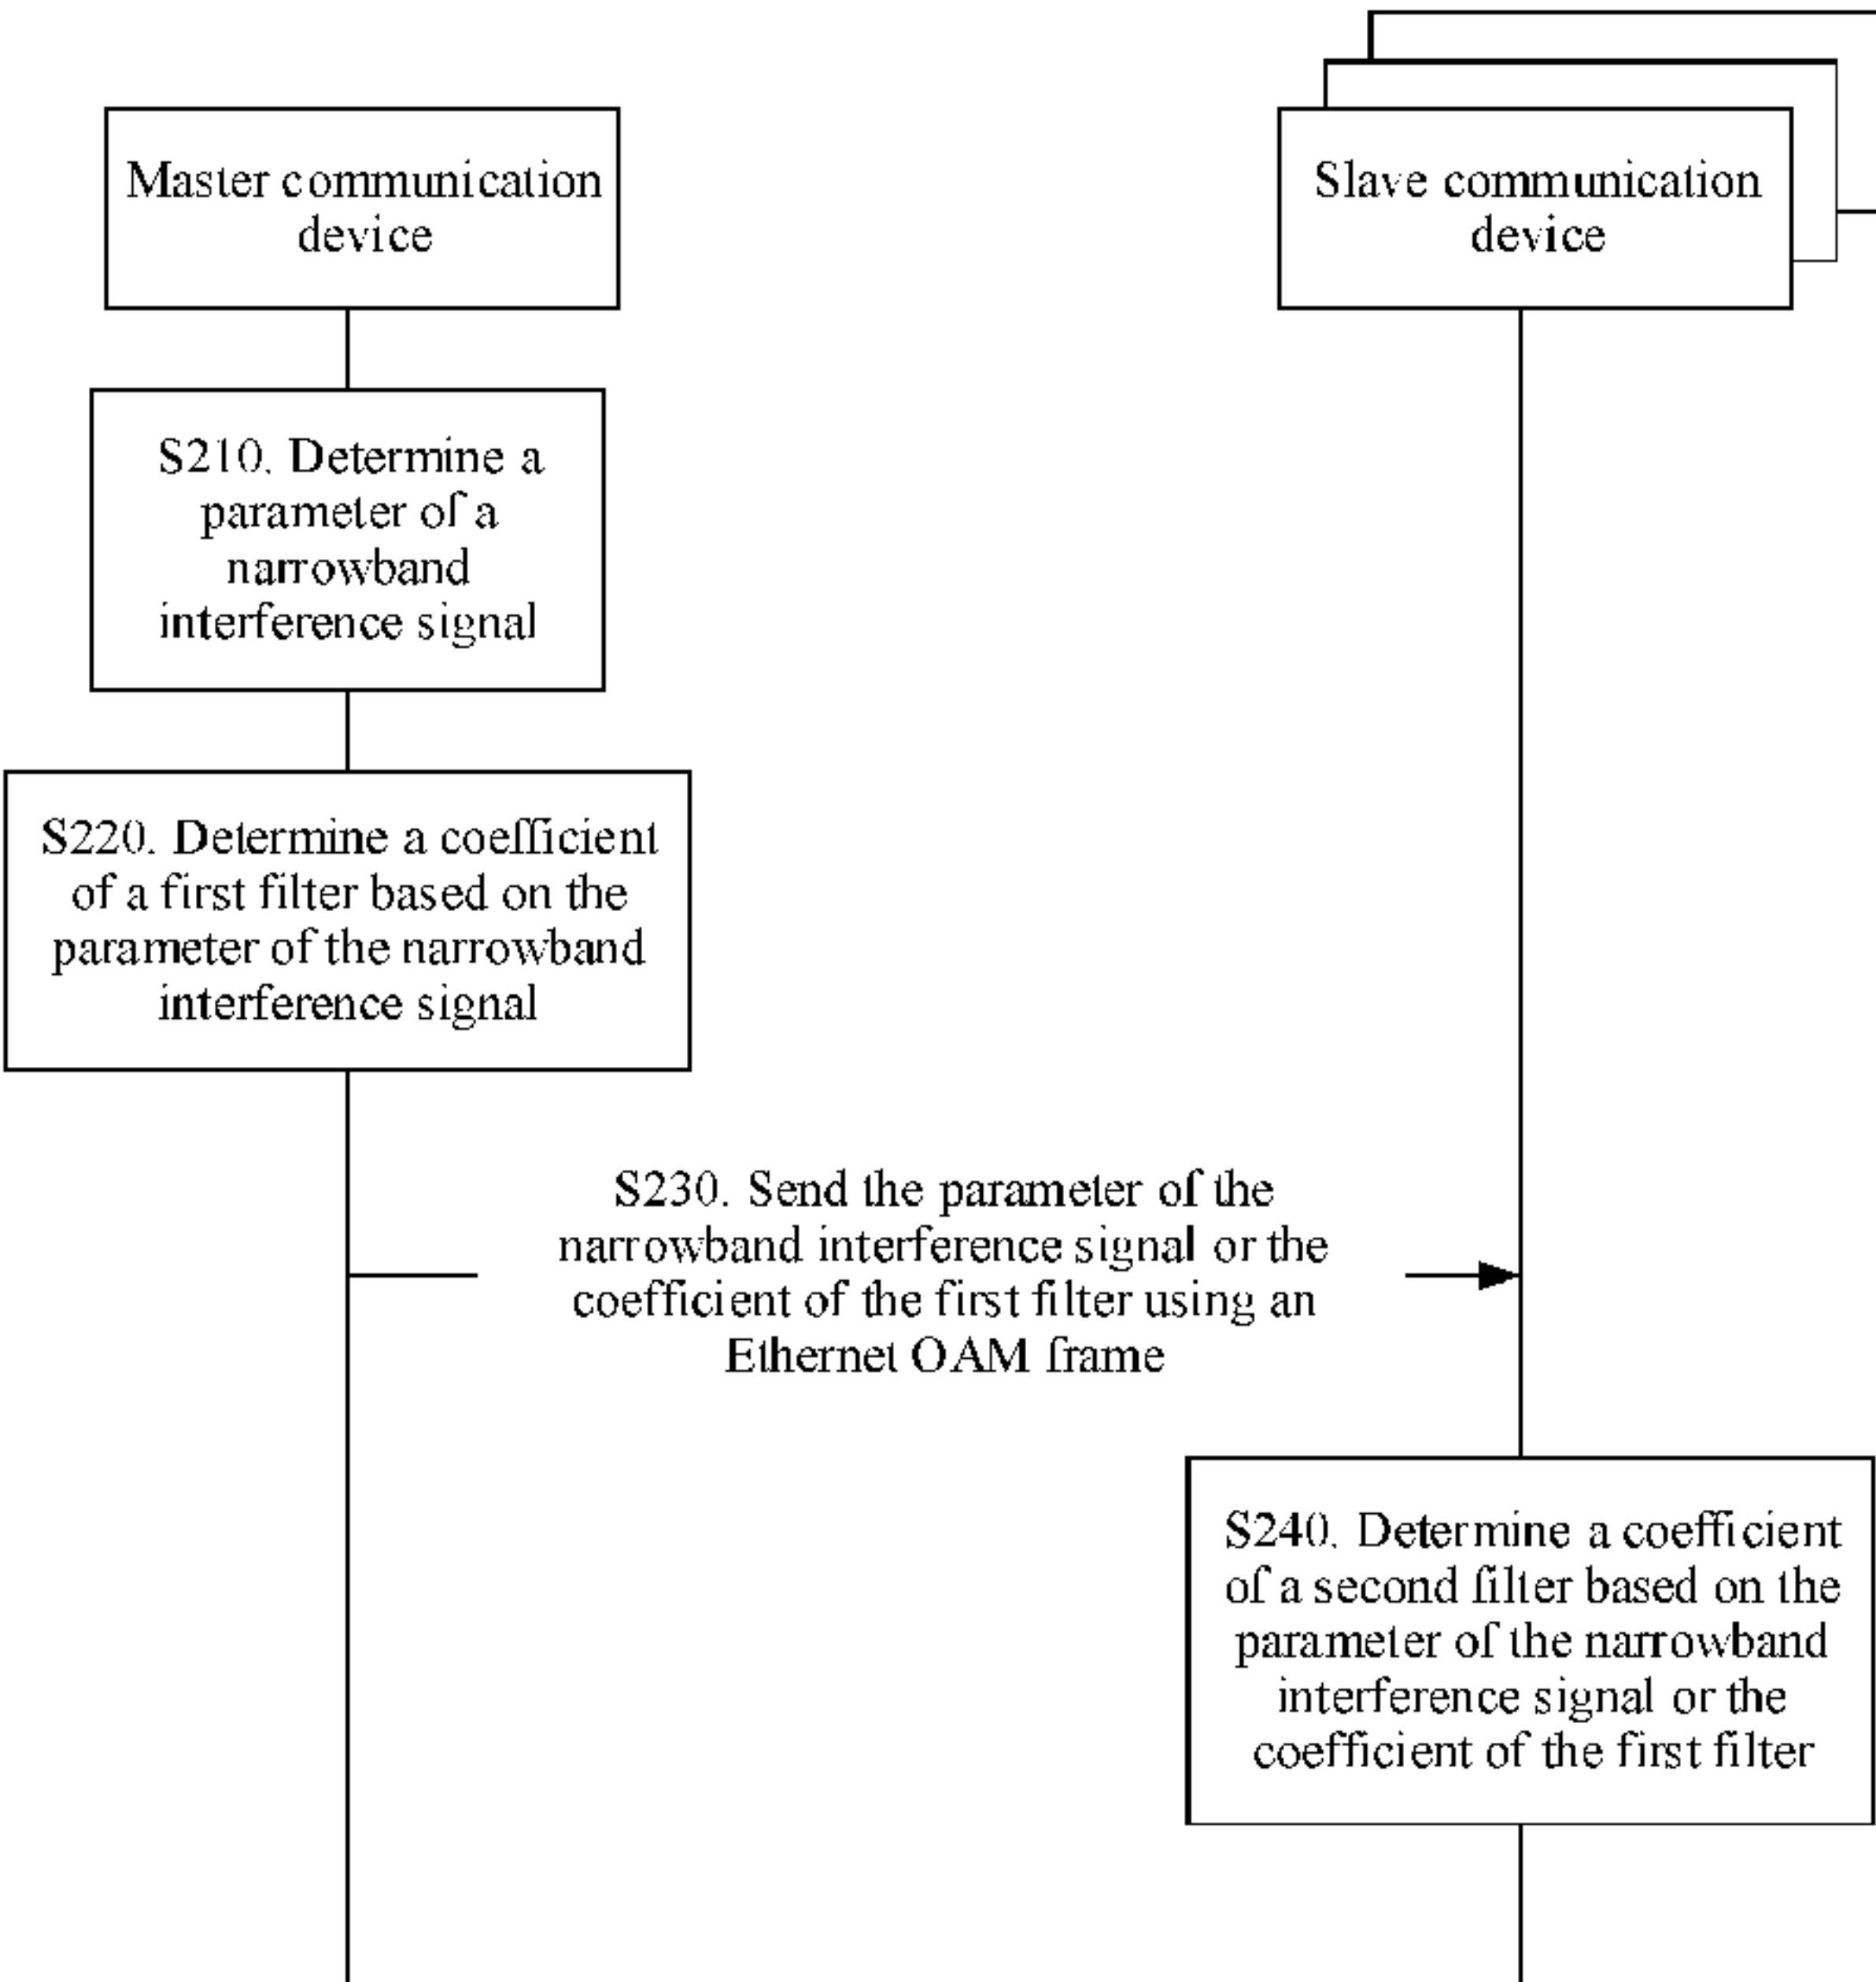 Master communication
device
Slave communication
device
S210. Determine a
parameter of a
narrowband
interference signal
S220. Determine a coefficient
of a first filter based on the
parameter of the narrowband
interference signal
S230. Send the parameter of the
narrowband interference signal or the
coefficient of the first filter using an
Ethernet OAM frame
S240. Determine a coefficient
of a second filter based on the
parameter of the narrowband
interference signal or the
coefficient of the first filter